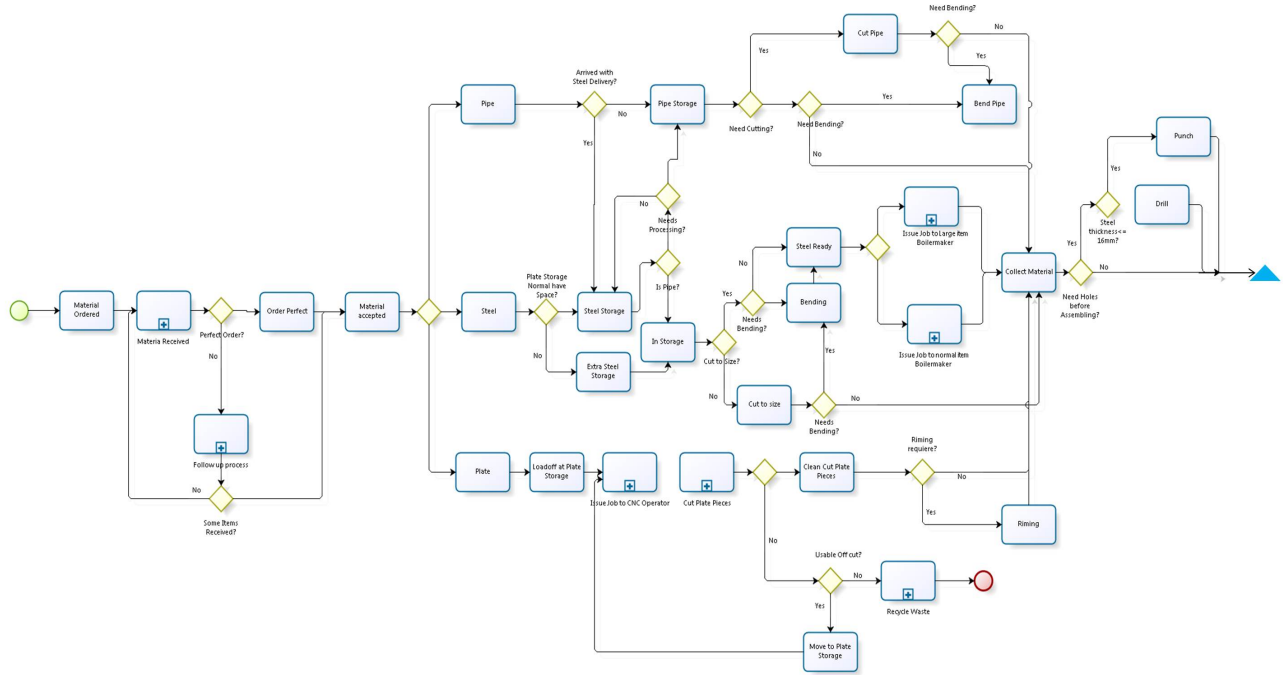 Need Bending?
No
Cut Pipe
Yes
Yes
Arrived with
Steel Delivery?
Pipe
No
Pipe Storage
Yes
Bend Pipe
Need Cutting?
Need Bending?
Yes
No
Punch
Yes
Drill
Steel
thickness<=
16mm?
No
Needs
Processing?
Issue Job to Large Item
Boilermaker
Steel Ready
Yes
Collect Material
No
Need Holes
before
Assembling?
Plate Storage
Normal have
Space?
Is Pipe?
No
Yes
Bending
Needs
Bending?
Material
Ordered
Materia Received
Perfect Order?
Order Perfect
Material
accepted
Steel
Steel Storage
In Storage
Cut to Size?
Issue Job to normal Item
Boilermaker
No
No
Extra Steel
Storage
Yes
No
Cut to size
No
Needs
Bending?
Follow up process
No
Some Items
Received?
Riming
requiere?
Plate
Loadoff at Plate
Storage
Issue Job to CNC Operator
Cut Plate Pieces
Clean Cut Plate
Pieces
No
Yes
Riming
No
Usable Off cut?
No
Recycle Waste
Yes
Move to Plate
Storage